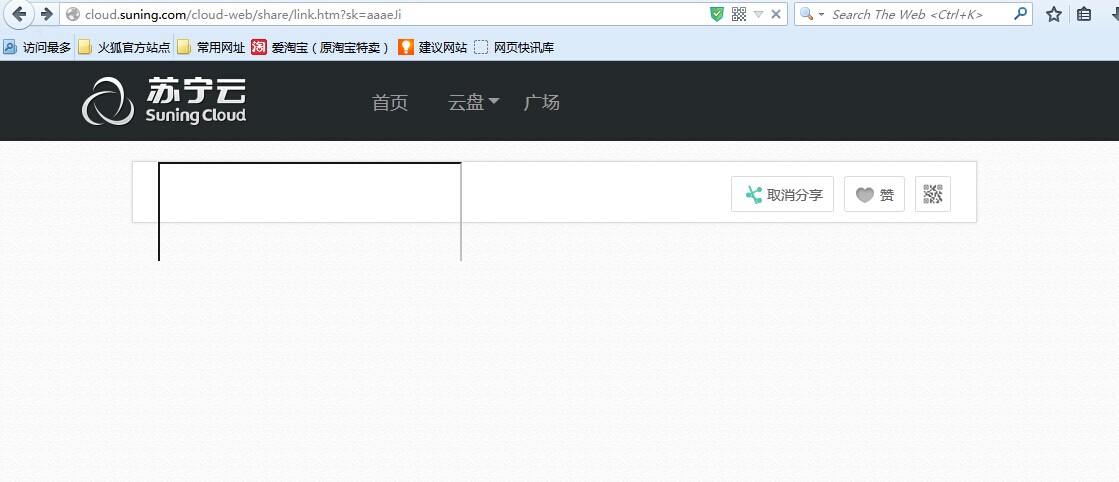 cloud.suning.com/cloud-web/share/link.htm?sk=aaaeJi
Search The Web <Ctrl+K>
访问最多 火狐官方站点 常用网址 爱淘宝（原淘宝特卖） 建议网站 网页快讯库
苏宁云
Suning Cloud
首页 云盘 广场
取消分享 赞